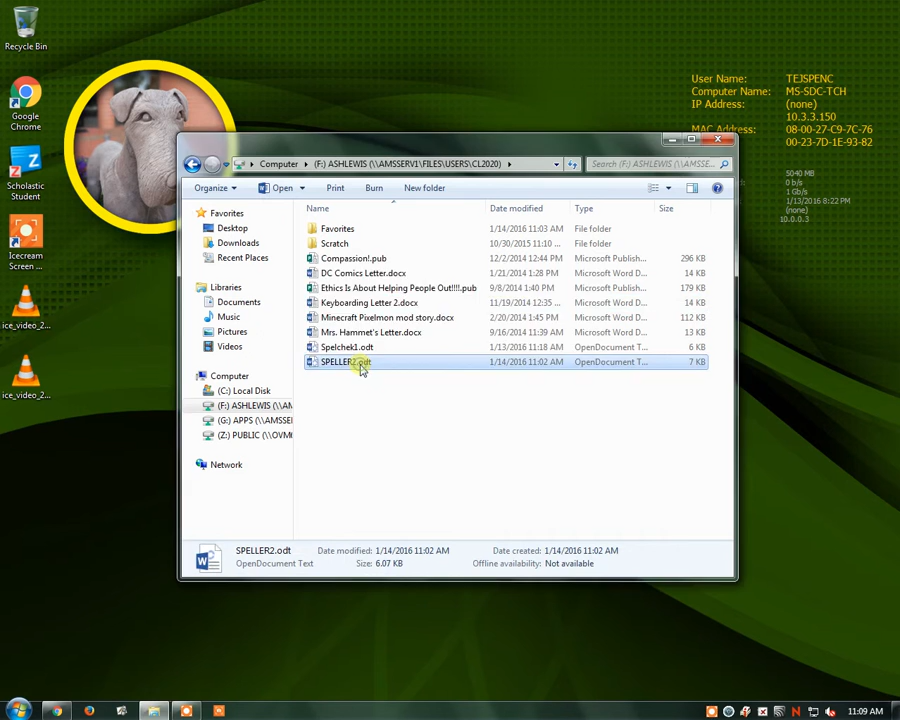 Recycle Bin
Google
Chrome
Scholastic
Student
Icecream
Screen ...
ice_video_2...
ice_video_2...
User Name: TEJSPENC
Computer Name: MS-SDC-TCH
IP Address: (none)
10.3.3.150
MAC Address: 08-00-27-C9-7C-76
00-23-7D-1E-93-82
5040 MB
0 b/s
1 Gb/s
1/13/2016 8:22 PM
(none)
10.0.0.3
Computer (F:) ASHLEWIS (\\AMSSERV1\FILES\USERS\CL2020)
Search (F:) ASHLEWIS (\\AMSSE...
Organize Open Print Burn New folder
Name Date modified Type Size
Favorites
Desktop
Downloads
Recent Places
Libraries
Documents
Music
Pictures
Videos
Computer
(C:) Local Disk
(F:) ASHLEWIS (\\AM
(G:) APPS (\\AMSSE
(Z:) PUBLIC (\\OVM
Network
Favorites 1/14/2016 11:03 AM File folder
Scratch 10/30/2015 11:10 ... File folder
Compassion!.pub 12/2/2014 12:44 PM Microsoft Publish... 296 KB
DC Comics Letter.docx 1/21/2014 1:28 PM Microsoft Word D... 14 KB
Ethics Is About Helping People Out!!!!.pub 9/8/2014 1:40 PM Microsoft Publish... 179 KB
Keyboarding Letter 2.docx 11/19/2014 12:35 ... Microsoft Word D... 14 KB
Minecraft Pixelmon mod story.docx 2/20/2014 1:45 PM Microsoft Word D... 112 KB
Mrs. Hammet's Letter.docx 9/16/2014 11:39 AM Microsoft Word D... 13 KB
Spelchek1.odt 1/13/2016 11:18 AM OpenDocument T... 6 KB
SPELLER2.odt 1/14/2016 11:02 AM OpenDocument T... 7 KB
SPELLER2.odt Date modified: 1/14/2016 11:02 AM Date created: 1/14/2016 11:02 AM
OpenDocument Text Size: 6.07 KB Offline availability: Not available
11:09 AM